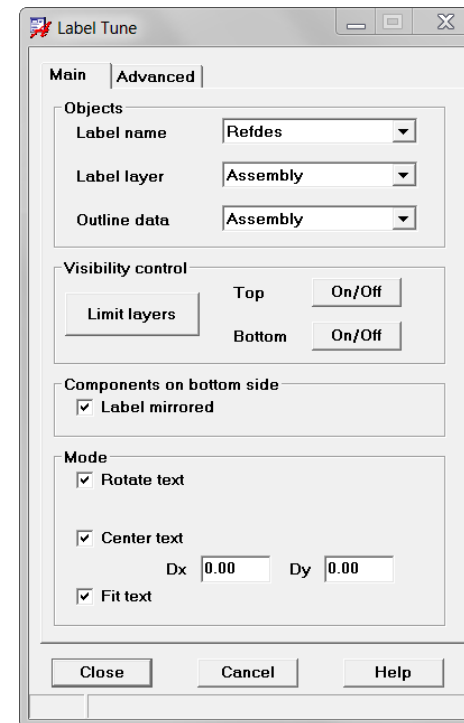 Label Tune
Main Advanced
Objects
Label name Refdes
Label layer Assembly
Outline data Assembly
Visibility control
Limit layers
Top On/Off
Bottom On/Off
Components on bottom side
Label mirrored
Mode
Rotate text
Center text
Dx 0.00 Dy 0.00
Fit text
Close Cancel Help